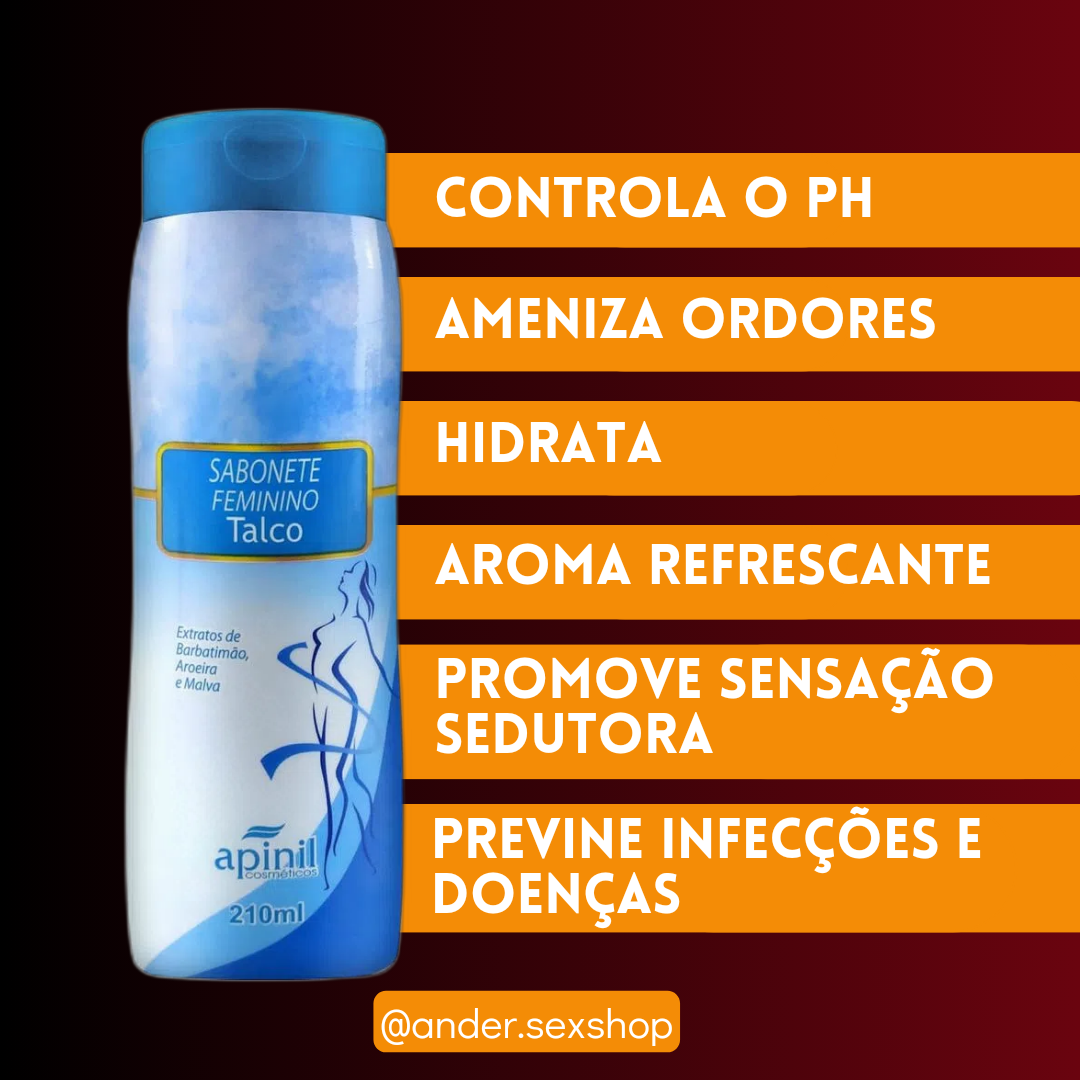 CONTROLA O PH
AMENIZA ORDORES
HIDRATA
AROMA REFRESCANTE
PROMOVE SENSAÇÃO
SEDUTORA
PREVINE INFECÇÕES E
DOENÇAS
SABONETE
FEMININO
Talco
Extratos de
Barbatimão,
Aroeira
e Malva
apinil
cosméticos
210ml
@ander.sexshop